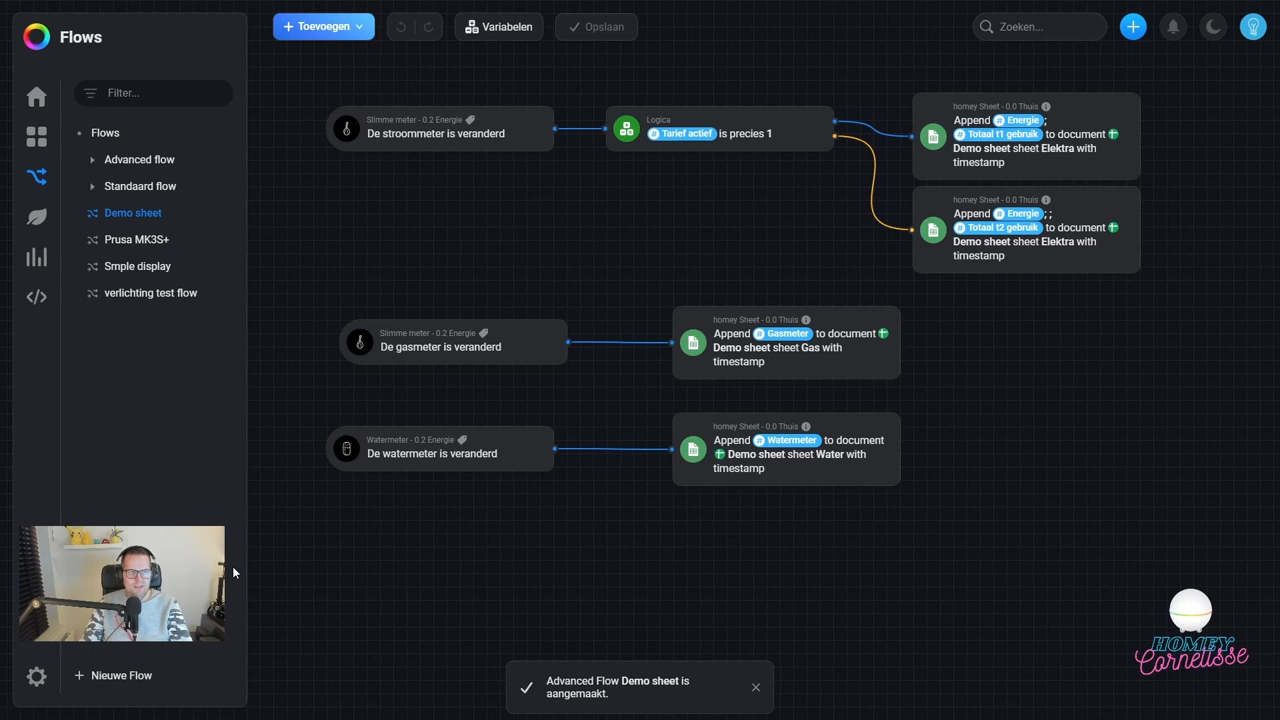 Flows
Toevoegen
Variabelen
Opslaan
Zoeken...
Filter...
Flows
Advanced flow
Standaard flow
Demo sheet
Prusa MK3S+
Smple display
verlichting test flow
Slimme meter - 0.2 Energie
De stroommeter is veranderd
Logica
# Tarief actief is precies 1
homey Sheet - 0.0 Thuis
Append # Energie ;
# Totaal t1 gebruik to document
Demo sheet sheet Elektra with
timestamp
homey Sheet - 0.0 Thuis
Append # Energie ; ;
# Totaal t2 gebruik to document
Demo sheet sheet Elektra with
timestamp
Slimme meter - 0.2 Energie
De gasmeter is veranderd
homey Sheet - 0.0 Thuis
Append # Gasmeter to document
Demo sheet sheet Gas with
timestamp
Watermeter - 0.2 Energie
De watermeter is veranderd
homey Sheet - 0.0 Thuis
Append # Watermeter to document
Demo sheet sheet Water with
timestamp
Nieuwe Flow
Advanced Flow Demo sheet is
aangemaakt.
HOMEY
Cornelisse